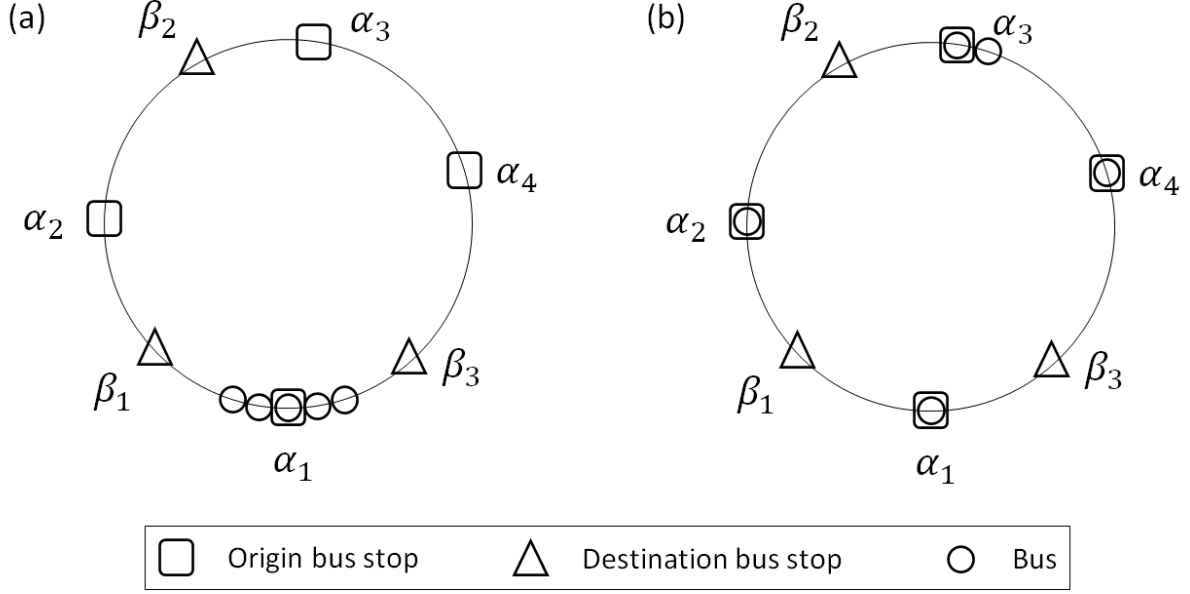 (a)
β₂
α₃
α₂
α₄
β₁
β₃
α₁
(b)
β₂
α₃
α₂
α₄
β₁
β₃
α₁
Origin bus stop
Destination bus stop
Bus